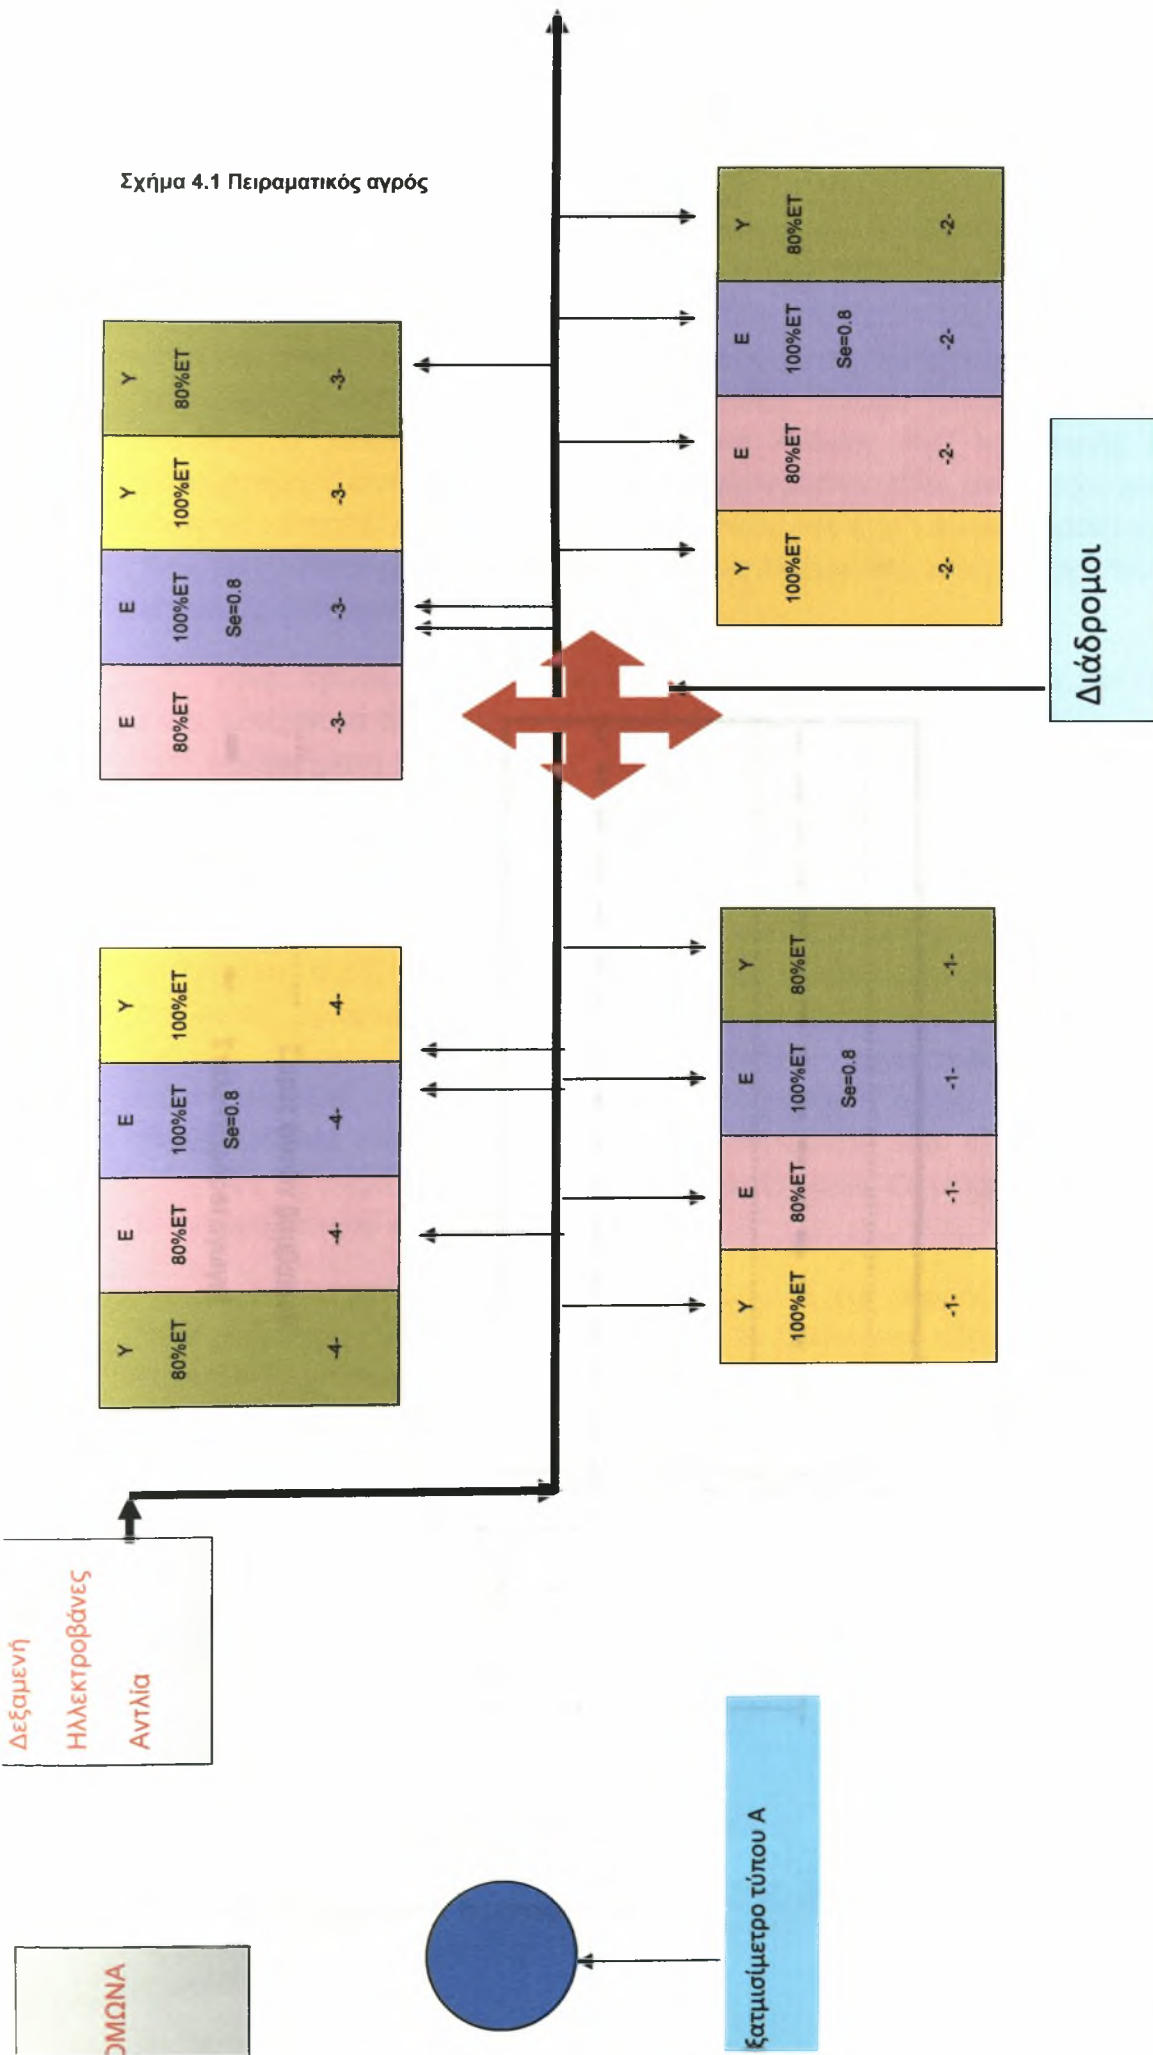 Σχήμα 4.1 Πειραματικός αγρός
Υ
80%ΕΤ
-4-
Ε
80%ΕΤ
-4-
Ε
100%ΕΤ
Se=0.8
-4-
Υ
100%ΕΤ
-4-
Ε
80%ΕΤ
-3-
Ε
100%ΕΤ
Se=0.8
-3-
Υ
100%ΕΤ
-3-
Υ
80%ΕΤ
-3-
Υ
100%ΕΤ
-1-
Ε
80%ΕΤ
-1-
Ε
100%ΕΤ
Se=0.8
-1-
Υ
80%ΕΤ
-1-
Υ
100%ΕΤ
-2-
Ε
80%ΕΤ
-2-
Ε
100%ΕΤ
Se=0.8
-2-
Υ
80%ΕΤ
-2-
Δεξαμενή
Ηλλεκτροβάνες
Αντλία
ΟΜΩΝΑ
ξατμισίμετρο τύπου Α
Διάδρομοι